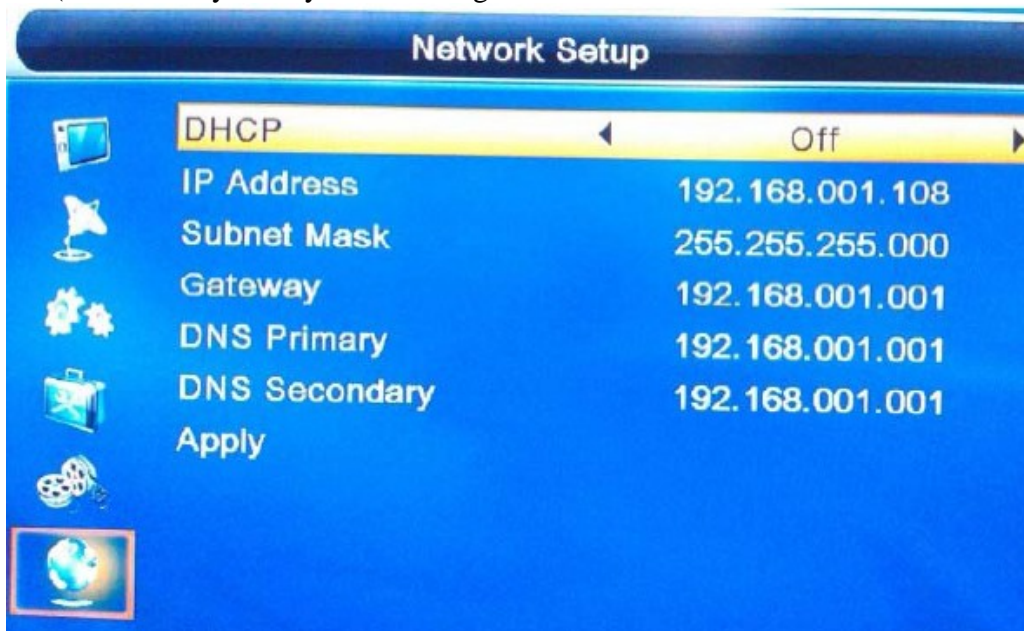 Network Setup
DHCP Off
IP Address 192.168.001.108
Subnet Mask 255.255.255.000
Gateway 192.168.001.001
DNS Primary 192.168.001.001
DNS Secondary 192.168.001.001
Apply